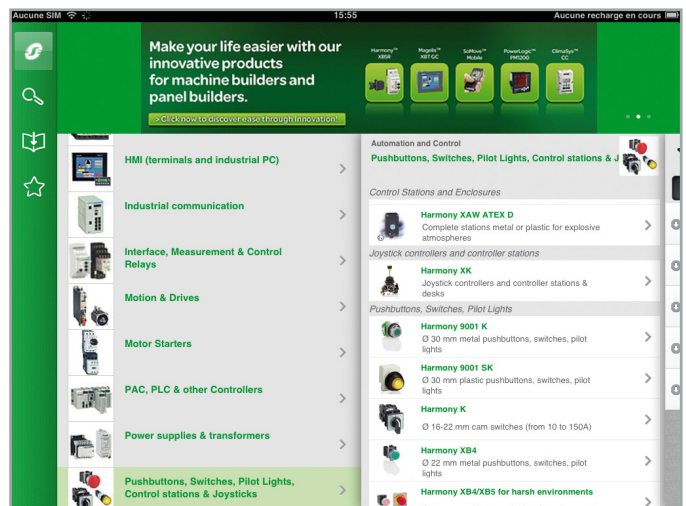 Aucune SIM
15:55
Aucune recharge en cours
Make your life easier with our
innovative products
for machine builders and
panel builders.
> Click now to discover ease through Innovation!
Harmony™
XB5R
Magelis™
XBT GC
SoMove™
Mobile
PowerLogic™
PM1200
ClimaSys™
CC
HMI (terminals and industrial PC)
Industrial communication
Interface, Measurement & Control
Relays
Motion & Drives
Motor Starters
PAC, PLC & other Controllers
Power supplies & transformers
Pushbuttons, Switches, Pilot Lights,
Control stations & Joysticks
Automation and Control
Pushbuttons, Switches, Pilot Lights, Control stations & J
Control Stations and Enclosures
Harmony XAW ATEX D
Complete stations metal or plastic for explosive
atmospheres
Joystick controllers and controller stations
Harmony XK
Joystick controllers and controller stations &
desks
Pushbuttons, Switches, Pilot Lights
Harmony 9001 K
Ø 30 mm metal pushbuttons, switches, pilot
lights
Harmony 9001 SK
Ø 30 mm plastic pushbuttons, switches, pilot
lights
Harmony K
Ø 16-22 mm cam switches (from 10 to 150A)
Harmony XB4
Ø 22 mm metal pushbuttons, switches, pilot
lights
Harmony XB4/XB5 for harsh environments